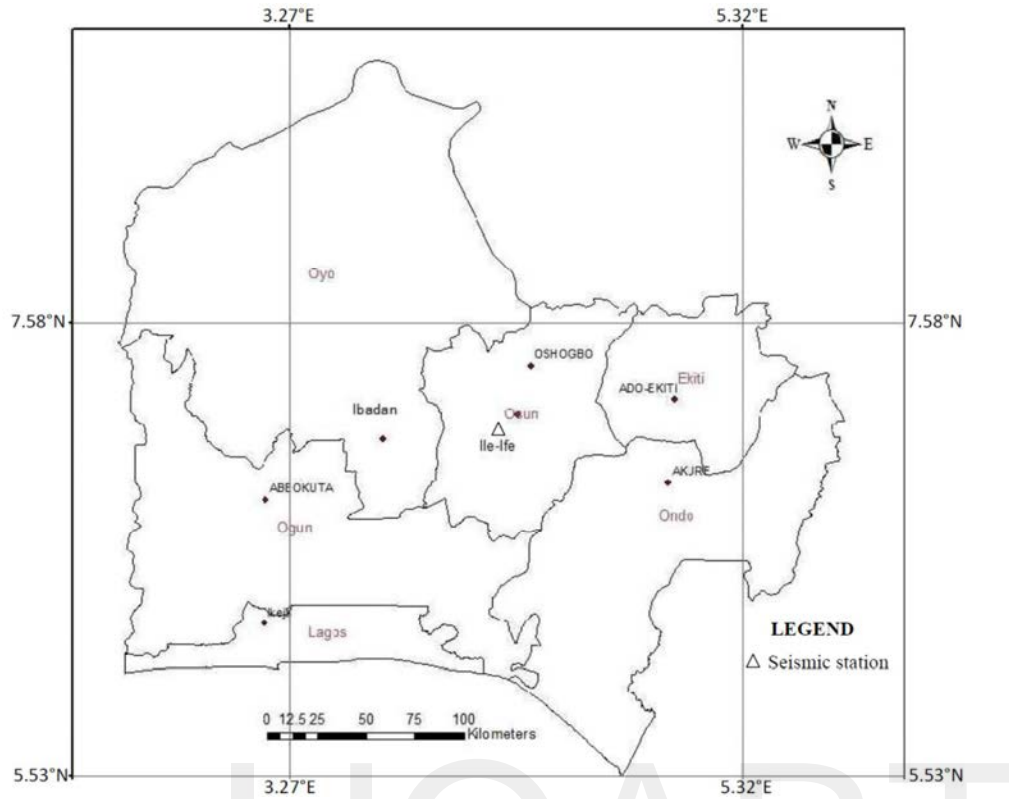 3.27°E 5.32°E
N
W E
S
Oyo
7.58°N 7.58°N
OSHOGBO
Ekiti
ADO-EKITI
Ibadan
Osun
Ile-Ife
AKURE
ABEOKUTA
Ondo
Ogun
Ikeja
Lagos
LEGEND
Seismic station
0 12.5 25 50 75 100
Kilometers
5.53°N 5.53°N
3.27°E 5.32°E